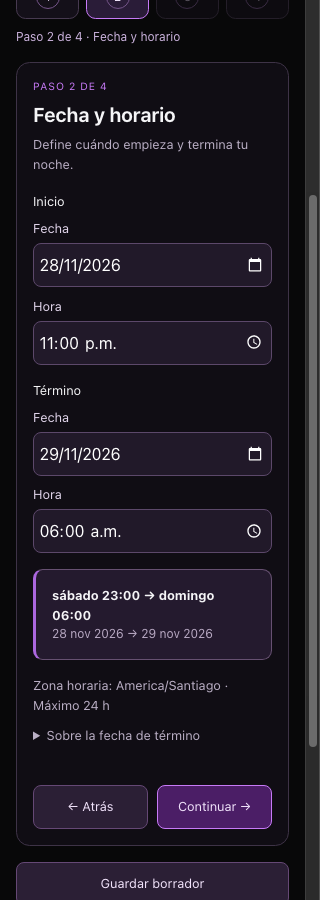 Paso 2 de 4 · Fecha y horario
PASO 2 DE 4
Fecha y horario
Define cuándo empieza y termina tu
noche.
Inicio
Fecha
28/11/2026
Hora
11:00 p.m.
Término
Fecha
29/11/2026
Hora
06:00 a.m.
sábado 23:00 → domingo
06:00
28 nov 2026 → 29 nov 2026
Zona horaria: America/Santiago ·
Máximo 24 h
▶ Sobre la fecha de término
← Atrás
Continuar →
Guardar borrador